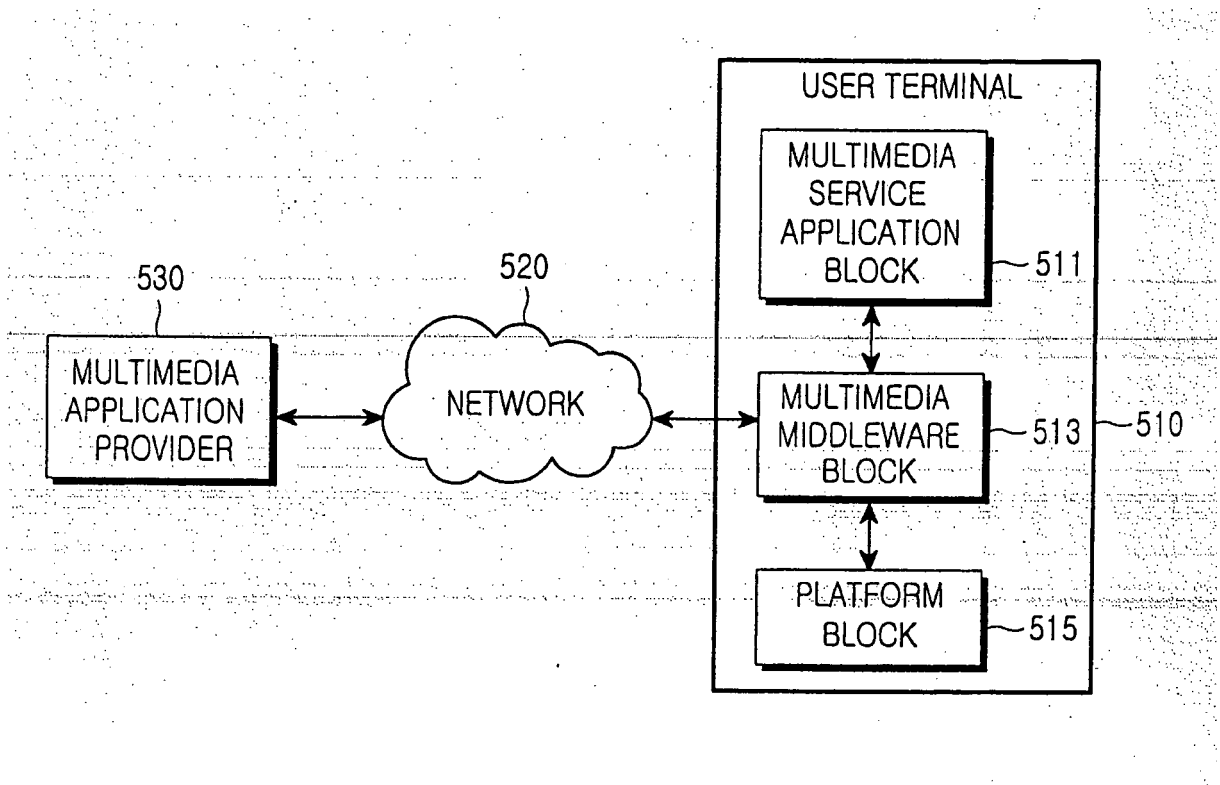 USER TERMINAL
MULTIMEDIA
SERVICE
APPLICATION
BLOCK
511
530
520
MULTIMEDIA
APPLICATION
PROVIDER
NETWORK
MULTIMEDIA
MIDDLEWARE
BLOCK
513
510
PLATFORM
BLOCK
515